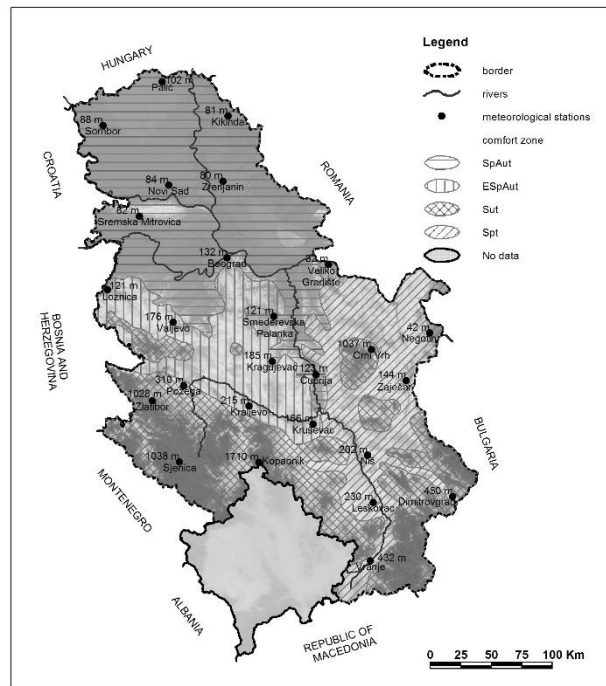 HUNGARY
CROATIA
ROMANIA
BOSNIA AND
HERZEGOVINA
MONTENEGRO
ALBANIA
REPUBLIC OF
MACEDONIA
BULGARIA
102 m
Palić
81 m
Kikinda
88 m
Sombor
84 m
Novi Sad
80 m
Zrenjanin
82 m
Sremska Mitrovica
132 m
Beograd
82 m
Veliko
Gradište
121 m
Loznica
176 m
Valjevo
121 m
Smederevska
Palanka
1037 m
Crni Vrh
42 m
Negotin
185 m
Kragujevac
123 m
Ćuprija
144 m
Zaječar
310 m
Požega
1028 m
Zlatibor
215 m
Kraljevo
166 m
Kruševac
1038 m
Sjenica
1710 m
Kopaonik
202 m
Niš
230 m
Leskovac
450 m
Dimitrovgrad
432 m
Vranje
Legend
border
rivers
meteorological stations
comfort zone
SpAut
ESpAut
Sut
Spt
No data
0 25 50 75 100 Km